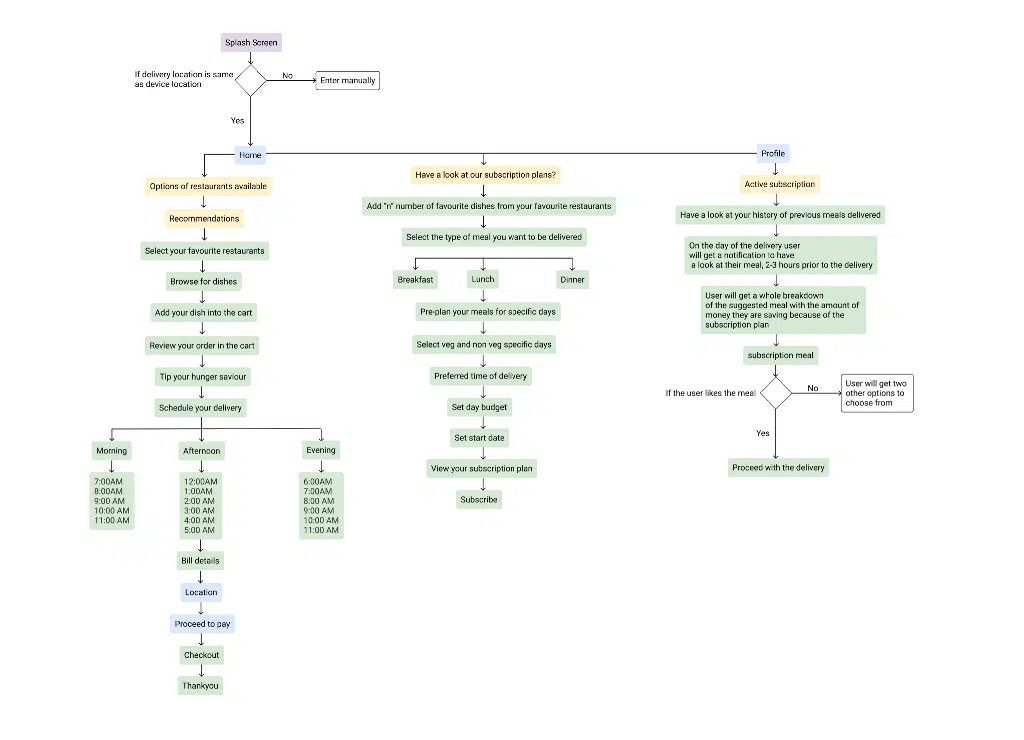 Splash Screen
If delivery location is same
as device location
No
Enter manually
Yes
Home
Options of restaurants available
Recommendations
Select your favourite restaurants
Browse for dishes
Add your dish into the cart
Review your order in the cart
Tip your hunger saviour
Schedule your delivery
Morning
7:00AM
8:00AM
9:00 AM
10:00 AM
11:00 AM
Afternoon
12:00AM
1:00AM
2:00 AM
3:00 AM
4:00 AM
5:00 AM
Evening
6:00AM
7:00AM
8:00 AM
9:00 AM
10:00 AM
11:00 AM
Bill details
Location
Proceed to pay
Checkout
Thankyou
Have a look at our subscription plans?
Add "n" number of favourite dishes from your favourite restaurants
Select the type of meal you want to be delivered
Breakfast
Lunch
Dinner
Pre-plan your meals for specific days
Select veg and non veg specific days
Preferred time of delivery
Set day budget
Set start date
View your subscription plan
Subscribe
Profile
Active subscription
Have a look at your history of previous meals delivered
On the day of the delivery user
will get a notification to have
a look at their meal, 2-3 hours prior to the delivery
User will get a whole breakdown
of the suggested meal with the amount of
money they are saving because of the
subscription plan
subscription meal
If the user likes the meal
No
User will get two
other options to
choose from
Yes
Proceed with the delivery